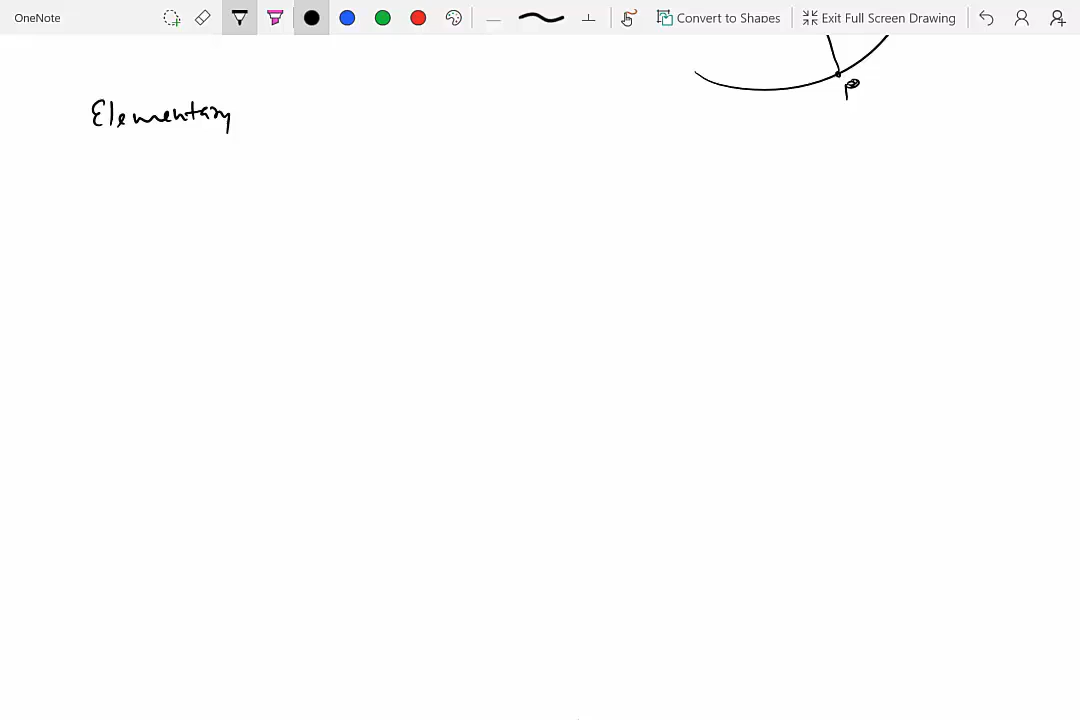 OneNote
Convert to Shapes
Exit Full Screen Drawing
P
Elementary